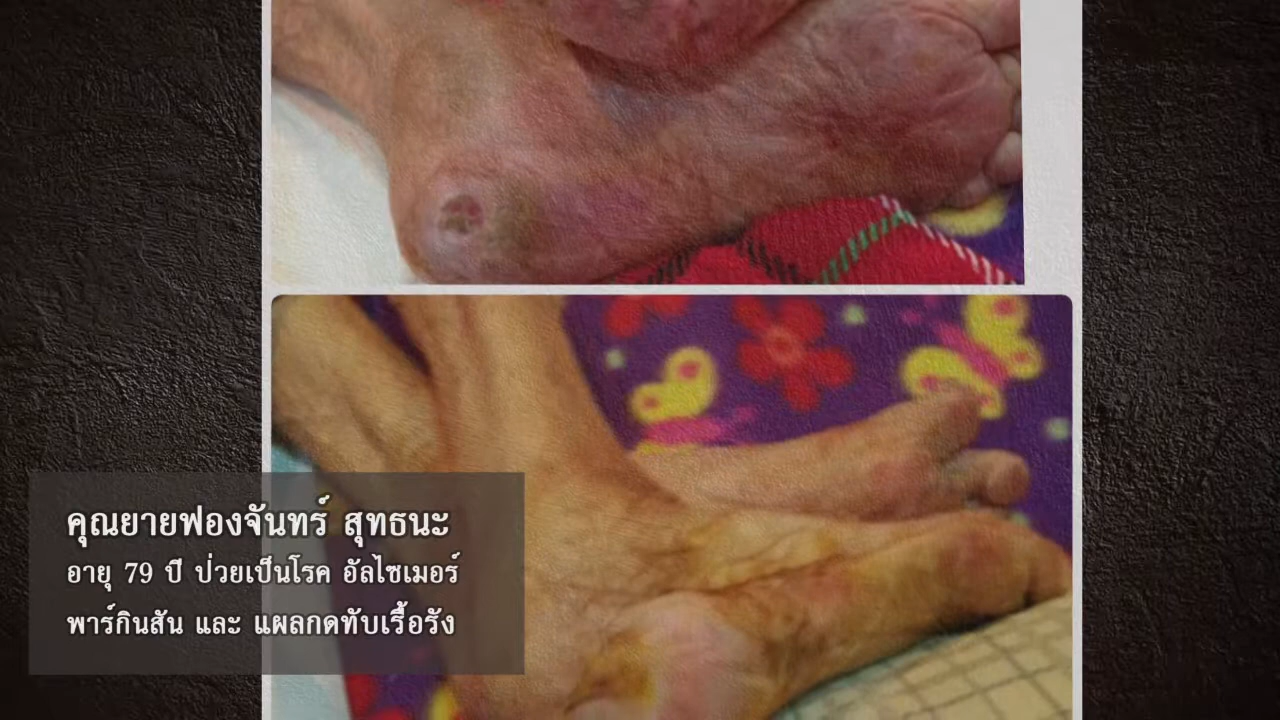 คุณยายฟองจันทร์ สุทธนะ
อายุ 79 ปี ป่วยเป็นโรค อัลไซเมอร์
พาร์กินสัน และ แผลกดทับเรื้อรัง